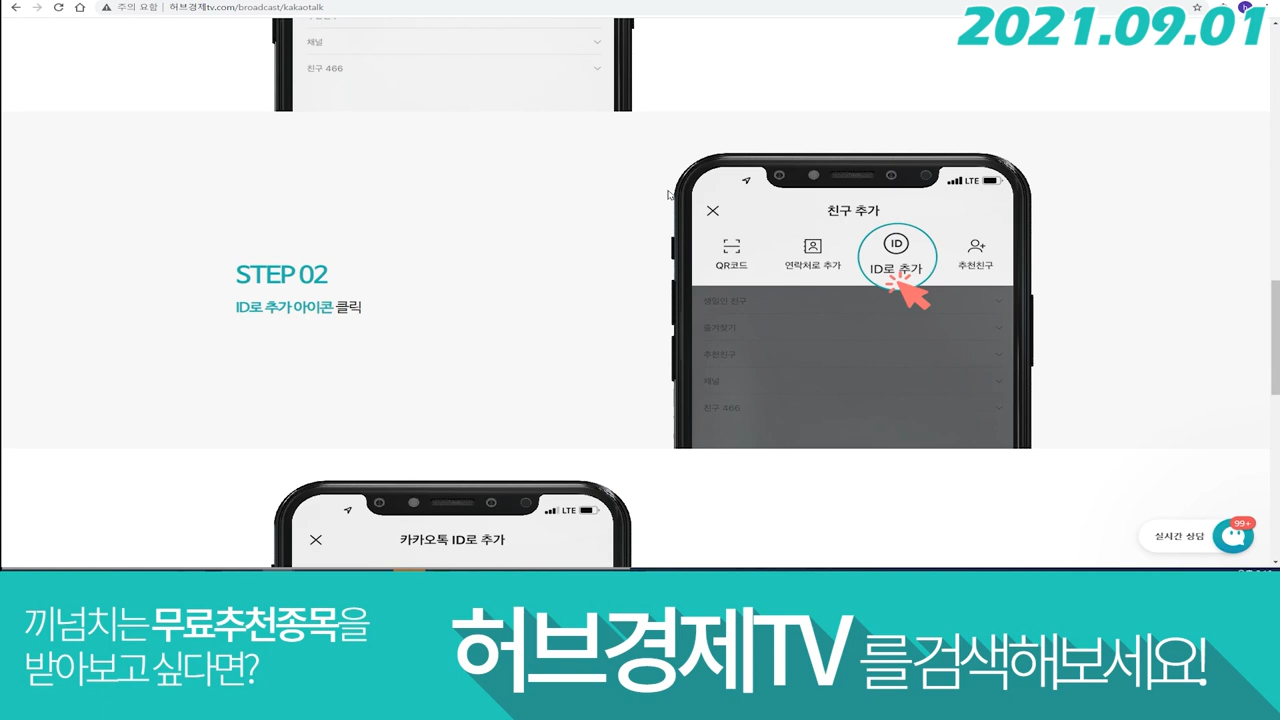 주의 요함 | 허브경제tv.com/broadcast/kakaotalk
2021.09.01
채널
친구 466
LTE
친구 추가
QR코드
연락처로 추가
ID
ID로 추가
추천친구
STEP 02
ID로 추가 아이콘 클릭
생일인 친구
즐겨찾기
추천친구
채널
친구 466
LTE
카카오톡 ID로 추가
실시간 상담
99+
끼넘치는 무료추천종목을
받아보고 싶다면?
허브경제TV를 검색해보세요!